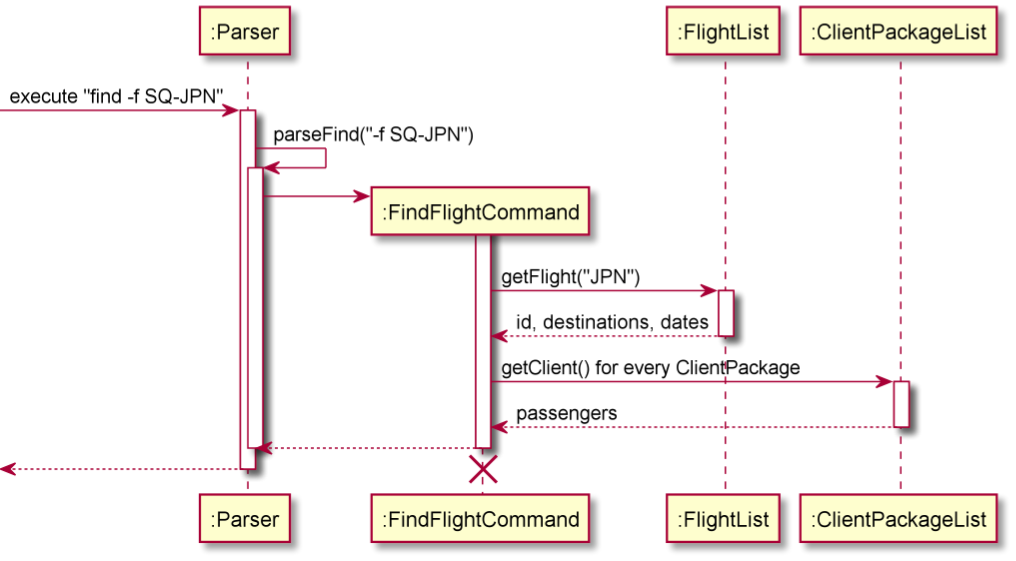 :Parser
:FlightList
:ClientPackageList
execute "find -f SQ-JPN"
parseFind("-f SQ-JPN")
:FindFlightCommand
getFlight("JPN")
id, destinations, dates
getClient() for every ClientPackage
passengers
:Parser
:FindFlightCommand
:FlightList
:ClientPackageList